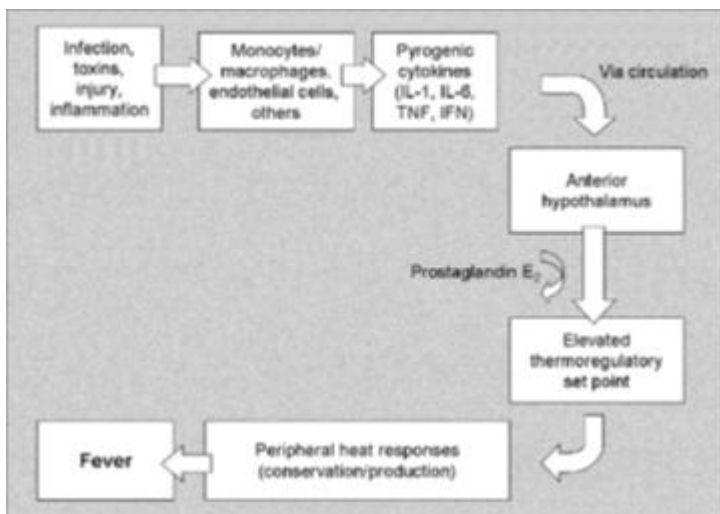 Infection,
toxins,
injury,
inflammation
Monocytes/
macrophages,
endothelial cells,
others
Pyrogenic
cytokines
(IL-1, IL-6,
TNF, IFN)
Via circulation
Anterior
hypothalamus
Prostaglandin E₂
Elevated
thermoregulatory
set point
Peripheral heat responses
(conservation/production)
Fever